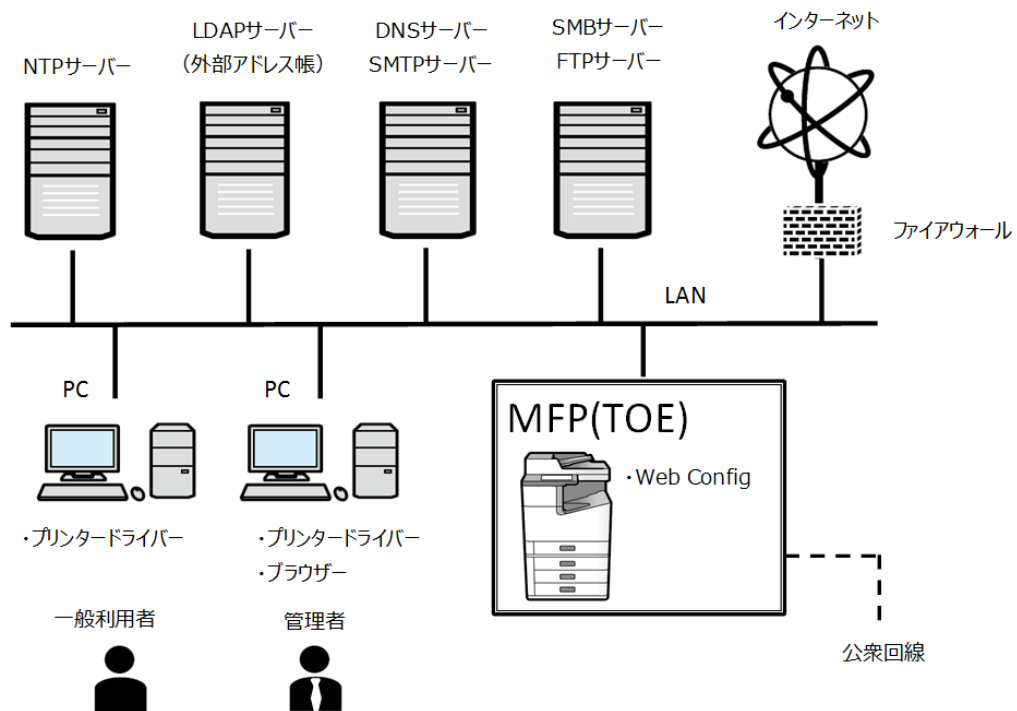 NTPサーバー
LDAPサーバー
（外部アドレス帳）
DNSサーバー
SMTPサーバー
SMBサーバー
FTPサーバー
インターネット
ファイアウォール
LAN
PC
PC
MFP(TOE)
・Web Config
・プリンタードライバー
・プリンタードライバー
・ブラウザー
一般利用者
管理者
公衆回線